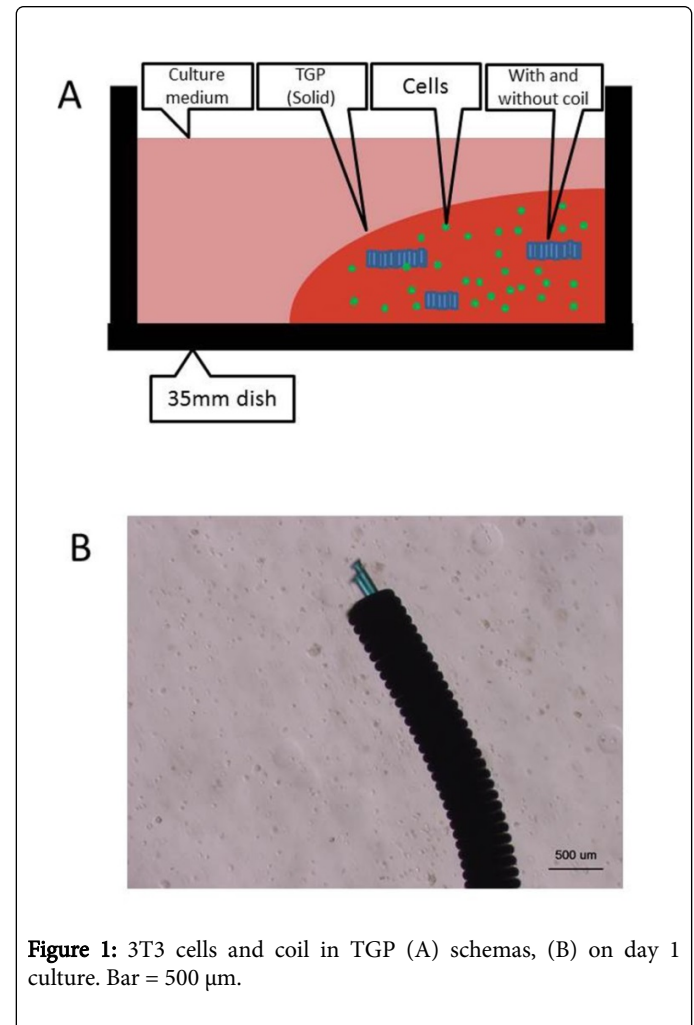 A
Culture
medium
TGP
(Solid)
Cells
With and
without coil
35mm dish
B
500 um
Figure 1: 3T3 cells and coil in TGP (A) schemas, (B) on day 1
culture. Bar = 500 μm.